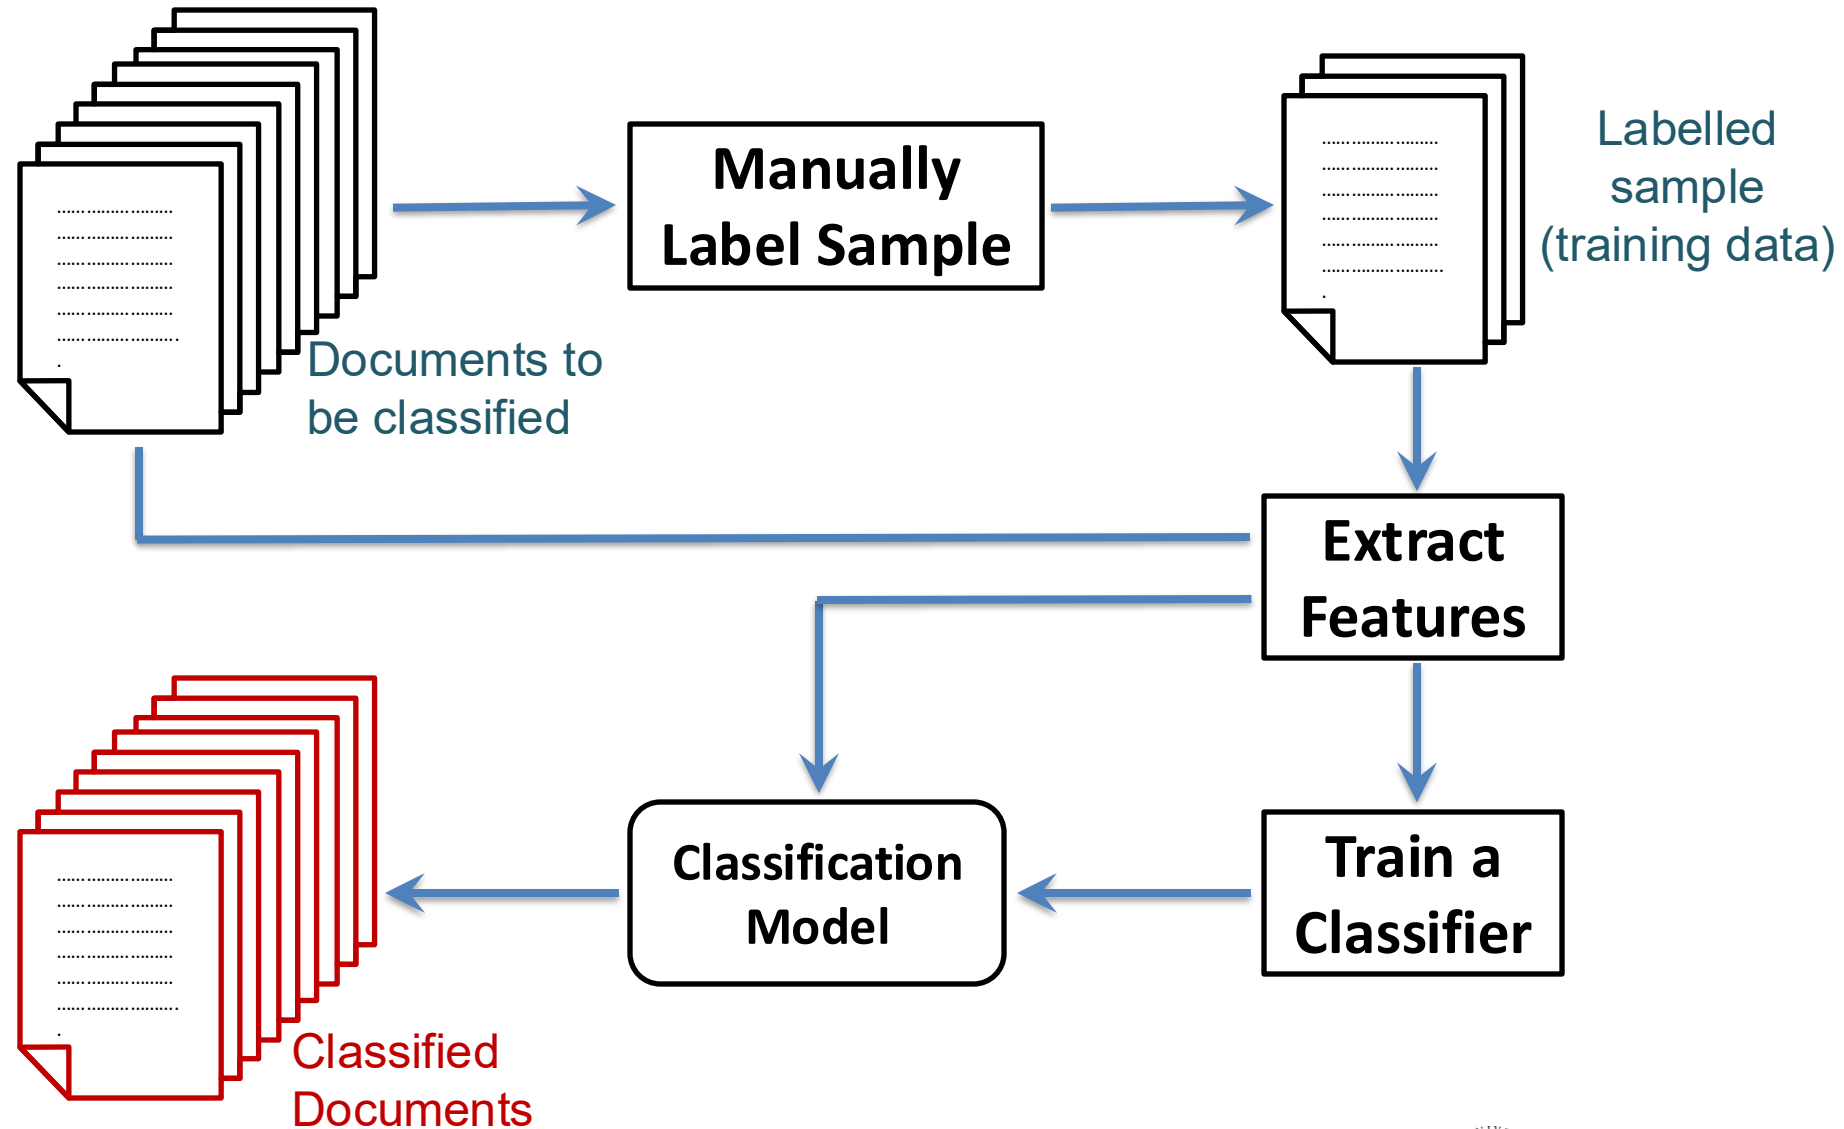 Manually
Label Sample
Labelled
sample
(training data)
Documents to
be classified
Extract
Features
Classification
Model
Train a
Classifier
Classified
Documents